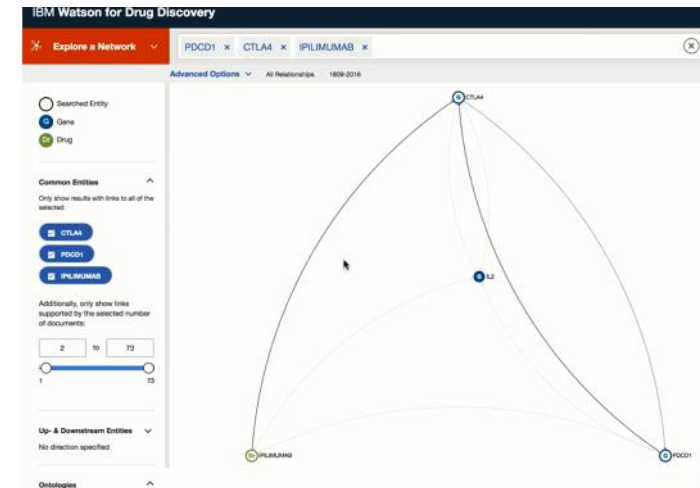 IBM Watson for Drug Discovery
Explore a Network
PDCD1 × CTLA4 × IPILIMUMAB ×
Advanced Options All Relationships 1809-2016
Searched Entity
G Gene
Dr Drug
Common Entities
Only show results with links to all of the
selected:
CTLA4
PDCD1
IPILIMUMAB
Additionally, only show links
supported by the selected number
of documents:
2 to 73
1 73
Up- & Downstream Entities
No direction specified
Ontologies
G CTLA4
G IL2
Dr IPILIMUMAB
G PDCD1